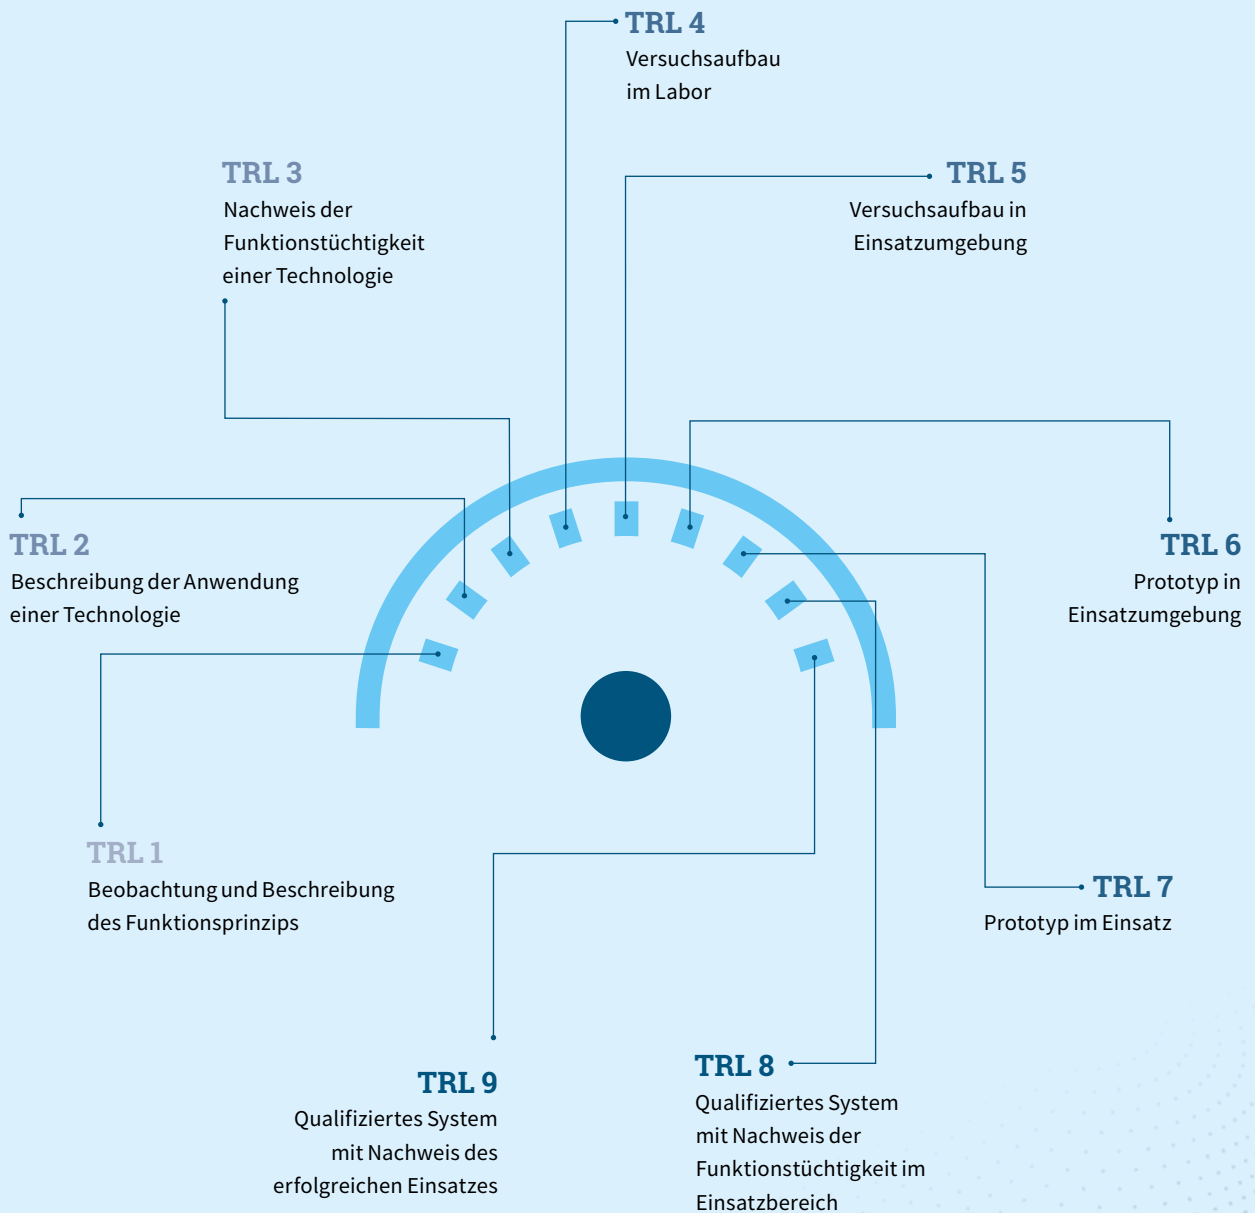 TRL 4
Versuchsaufbau
im Labor
TRL 3
Nachweis der
Funktionstüchtigkeit
einer Technologie
TRL 5
Versuchsaufbau in
Einsatzumgebung
TRL 2
Beschreibung der Anwendung
einer Technologie
TRL 6
Prototyp in
Einsatzumgebung
TRL 1
Beobachtung und Beschreibung
des Funktionsprinzips
TRL 7
Prototyp im Einsatz
TRL 9
Qualifiziertes System
mit Nachweis des
erfolgreichen Einsatzes
TRL 8
Qualifiziertes System
mit Nachweis der
Funktionstüchtigkeit im
Einsatzbereich